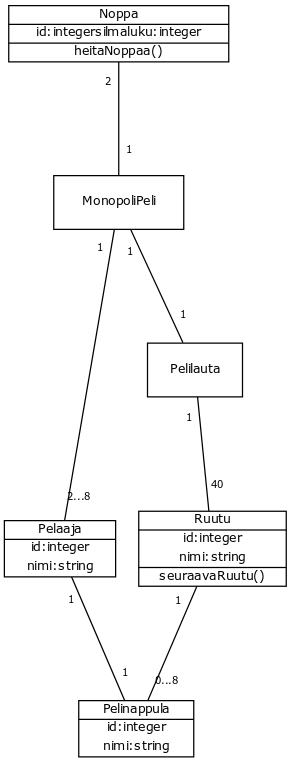 Noppa
id:integersilmaluku:integer
heitaNoppaa()
2
1
MonopoliPeli
1
1
1
Pelilauta
1
2...8
40
Pelaaja
id:integer
nimi:string
Ruutu
id:integer
nimi:string
seuraavaRuutu()
1
1
1
0...8
Pelinappula
id:integer
nimi:string